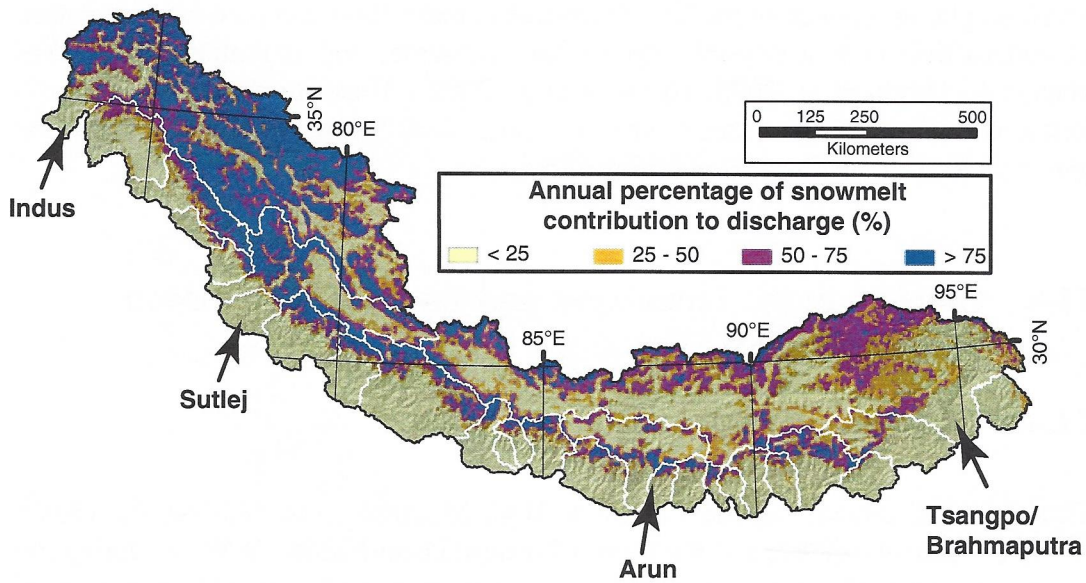 35°N
80°E
0 125 250 500
Kilometers
Indus
Annual percentage of snowmelt
contribution to discharge (%)
< 25 25 - 50 50 - 75 > 75
95°E
90°E
85°E
30°N
Sutlej
Tsangpo/
Brahmaputra
Arun